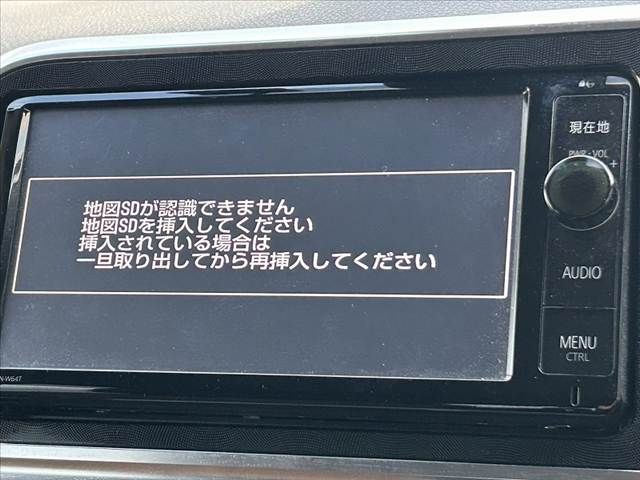 現在地
PWR・VOL
+
地図SDが認識できません
地図SDを挿入してください
挿入されている場合は
一旦取り出してから再挿入してください
AUDIO
MENU
CTRL
N-W64T